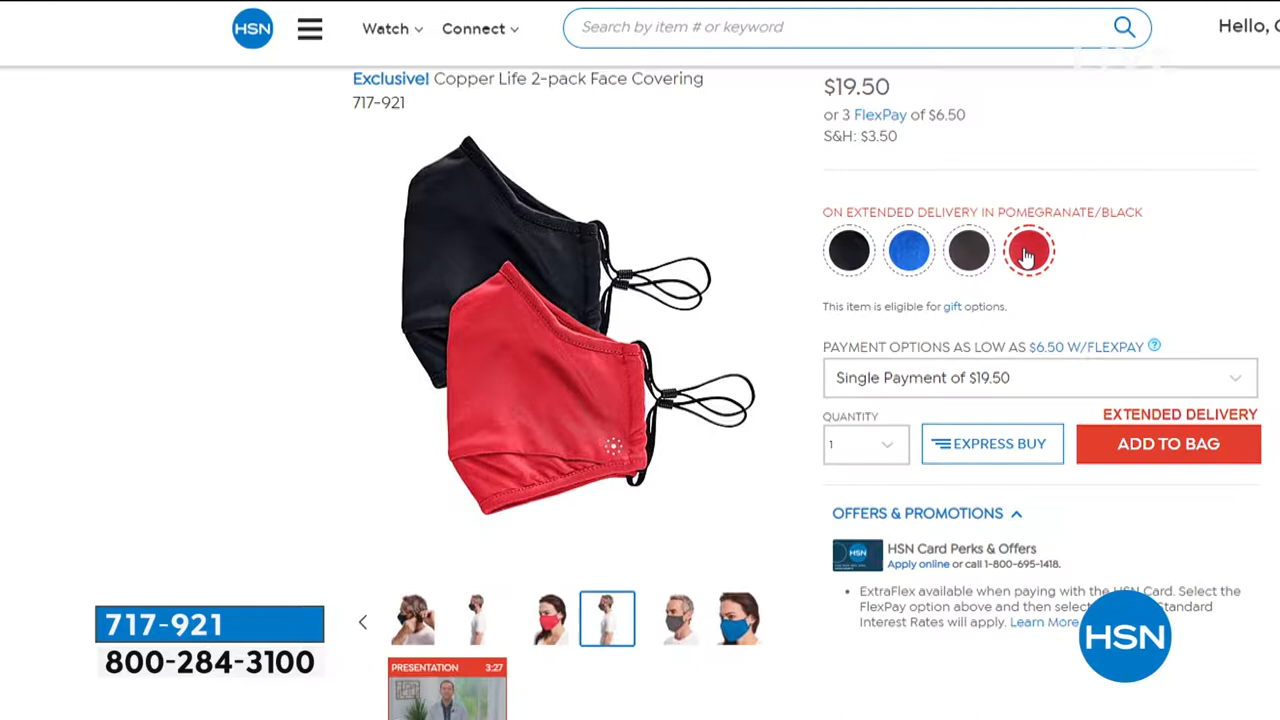 HSN
Watch
Connect
Search by item # or keyword
Hello,
Exclusive! Copper Life 2-pack Face Covering
717-921
$19.50
or 3 FlexPay of $6.50
S&H: $3.50
ON EXTENDED DELIVERY IN POMEGRANATE/BLACK
This item is eligible for gift options.
PAYMENT OPTIONS AS LOW AS $6.50 W/FLEXPAY ?
Single Payment of $19.50
QUANTITY
EXTENDED DELIVERY
1
EXPRESS BUY
ADD TO BAG
OFFERS & PROMOTIONS
HSN
HSN Card Perks & Offers
Apply online or call 1-800-695-1418.
• ExtraFlex available when paying with the HSN Card. Select the
FlexPay option above and then select Standard
Interest Rates will apply. Learn More
717-921
800-284-3100
HSN
PRESENTATION 3:27